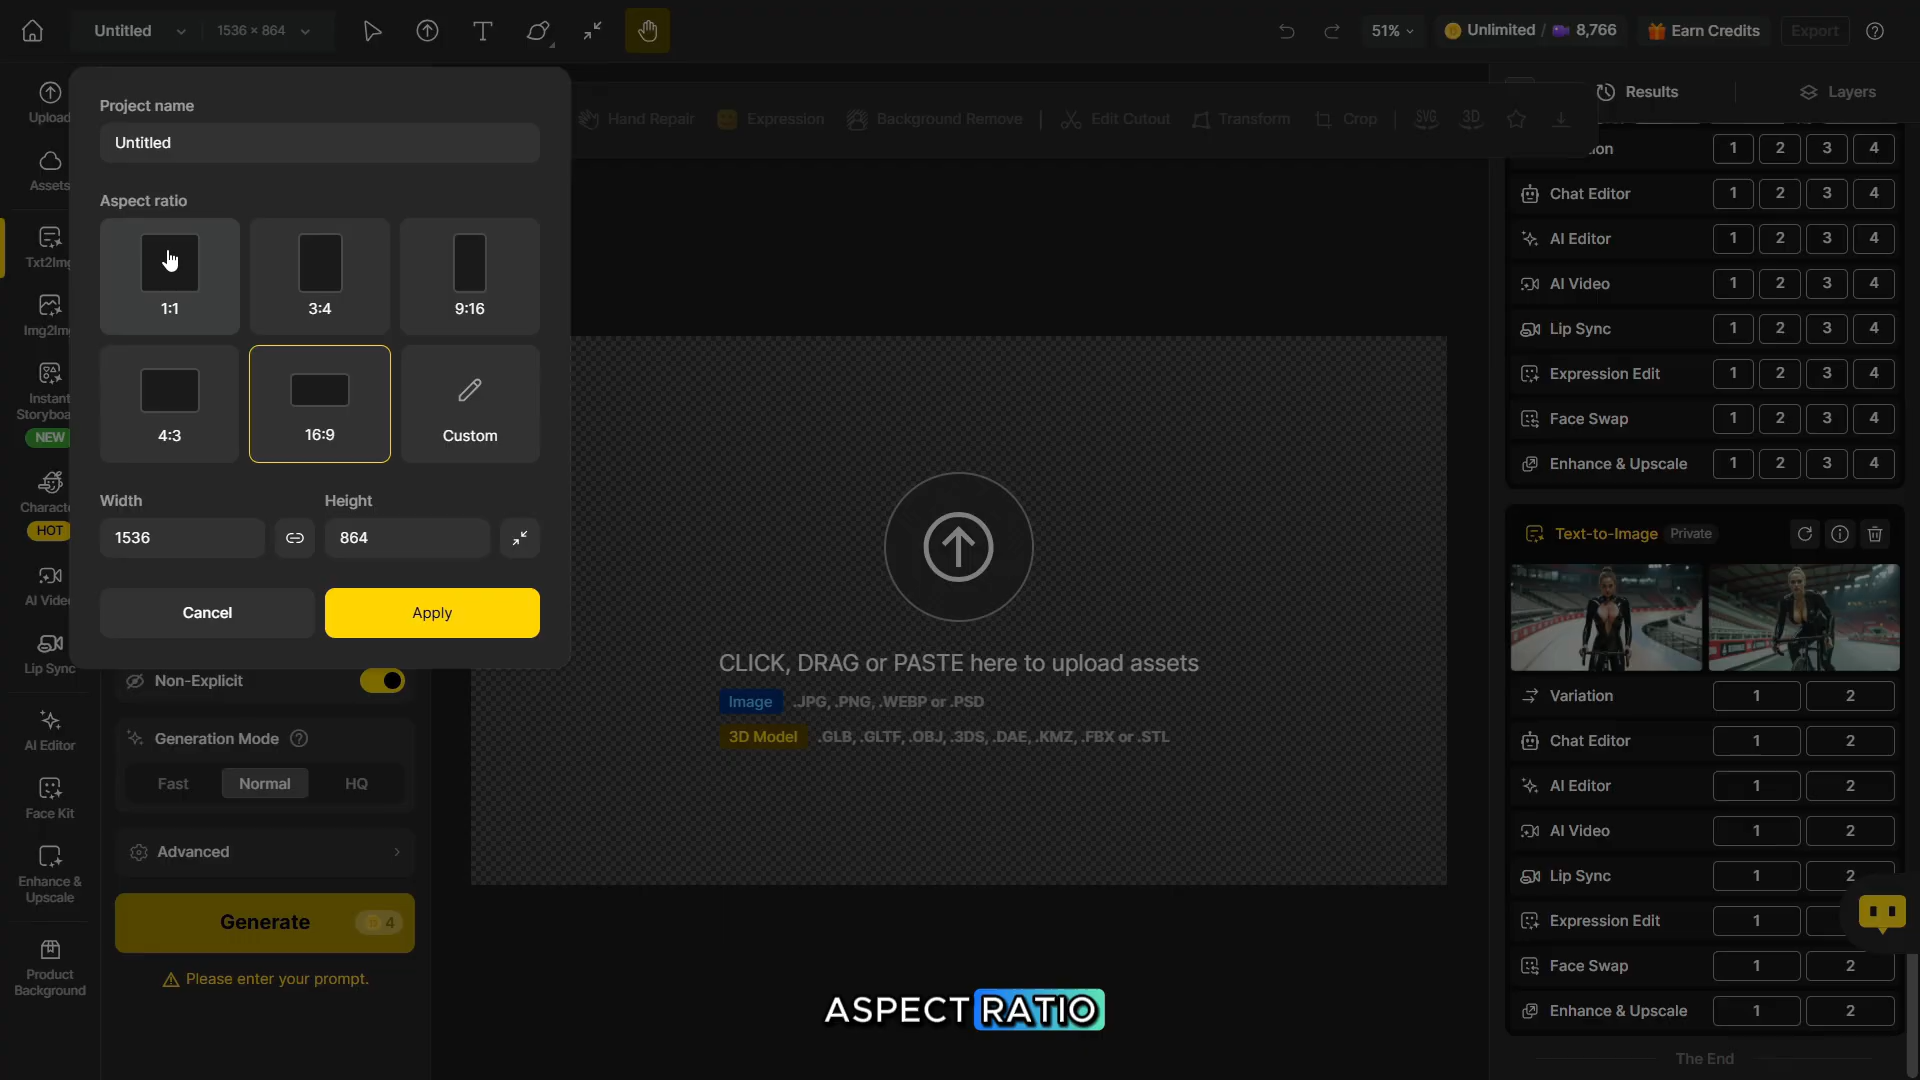 Untitled
1536 × 864
51%
Unlimited / 8,766
Earn Credits
Export
Upload
Assets
Txt2Img
Img2Img
Instant
NEW
HOT
AI Video
Lip Sync
AI Editor
Face Kit
Enhance &
Upscale
Product
Background
Project name
Untitled
Aspect ratio
1:1
3:4
9:16
4:3
16:9
Custom
Width
Height
1536
864
Cancel
Apply
Non-Explicit
Generation Mode
Fast
Normal
HQ
Advanced
Generate 4
Please enter your prompt.
Hand Repair
Expression
Background Remove
Edit Cutout
Transform
Crop
SVG
3D
CLICK, DRAG or PASTE here to upload assets
Image .JPG, .PNG, .WEBP or .PSD
3D Model .GLB, .GLTF, .OBJ, .3DS, .DAE, .KMZ, .FBX or .STL
ASPECT RATIO
Results
Layers
1 2 3 4
Chat Editor 1 2 3 4
AI Editor 1 2 3 4
AI Video 1 2 3 4
Lip Sync 1 2 3 4
Expression Edit 1 2 3 4
Face Swap 1 2 3 4
Enhance & Upscale 1 2 3 4
Text-to-Image Private
Variation 1 2
Chat Editor 1 2
AI Editor 1 2
AI Video 1 2
Lip Sync 1 2
Expression Edit 1
Face Swap 1 2
Enhance & Upscale 1 2
The End